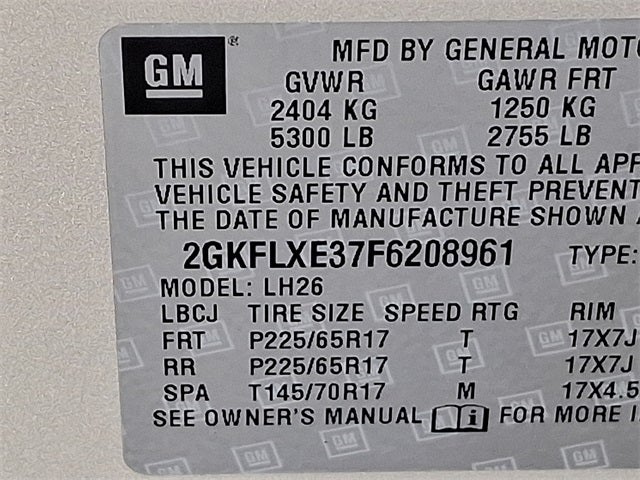 GM ® MFD BY GENERAL MOTO
GVWR GAWR FRT
2404 KG 1250 KG
5300 LB 2755 LB
THIS VEHICLE CONFORMS TO ALL APP
VEHICLE SAFETY AND THEFT PREVENT
THE DATE OF MANUFACTURE SHOWN A
2GKFLXE37F6208961 TYPE:
MODEL: LH26
LBCJ TIRE SIZE SPEED RTG RIM
FRT P225/65R17 T 17X7J
RR P225/65R17 T 17X7J
SPA T145/70R17 M 17X4.5
SEE OWNER'S MANUAL i FOR MORE I